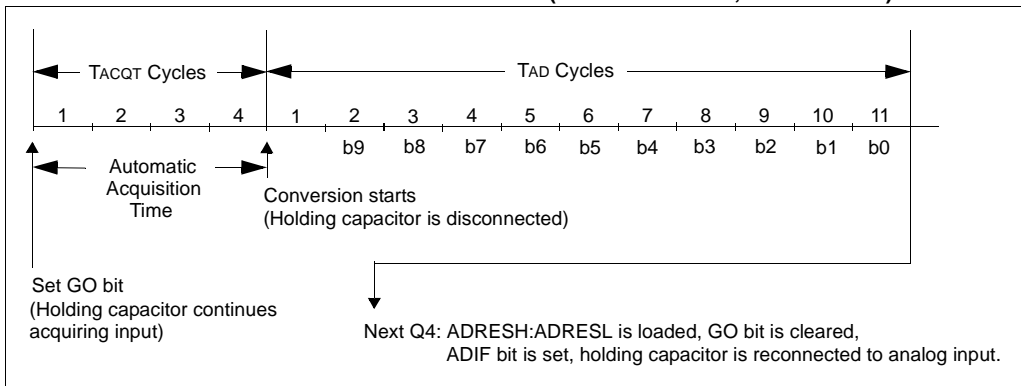 TACQT Cycles TAD Cycles
1 2 3 4 1 2 3 4 5 6 7 8 9 10 11
b9 b8 b7 b6 b5 b4 b3 b2 b1 b0
Automatic
Acquisition
Time
Conversion starts
(Holding capacitor is disconnected)
Set GO bit
(Holding capacitor continues
acquiring input)
Next Q4: ADRESH:ADRESL is loaded, GO bit is cleared,
ADIF bit is set, holding capacitor is reconnected to analog input.